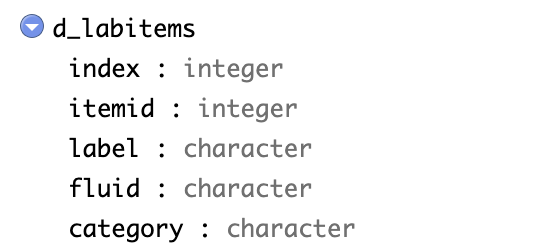 d_labitems
index : integer
itemid : integer
label : character
fluid : character
category : character